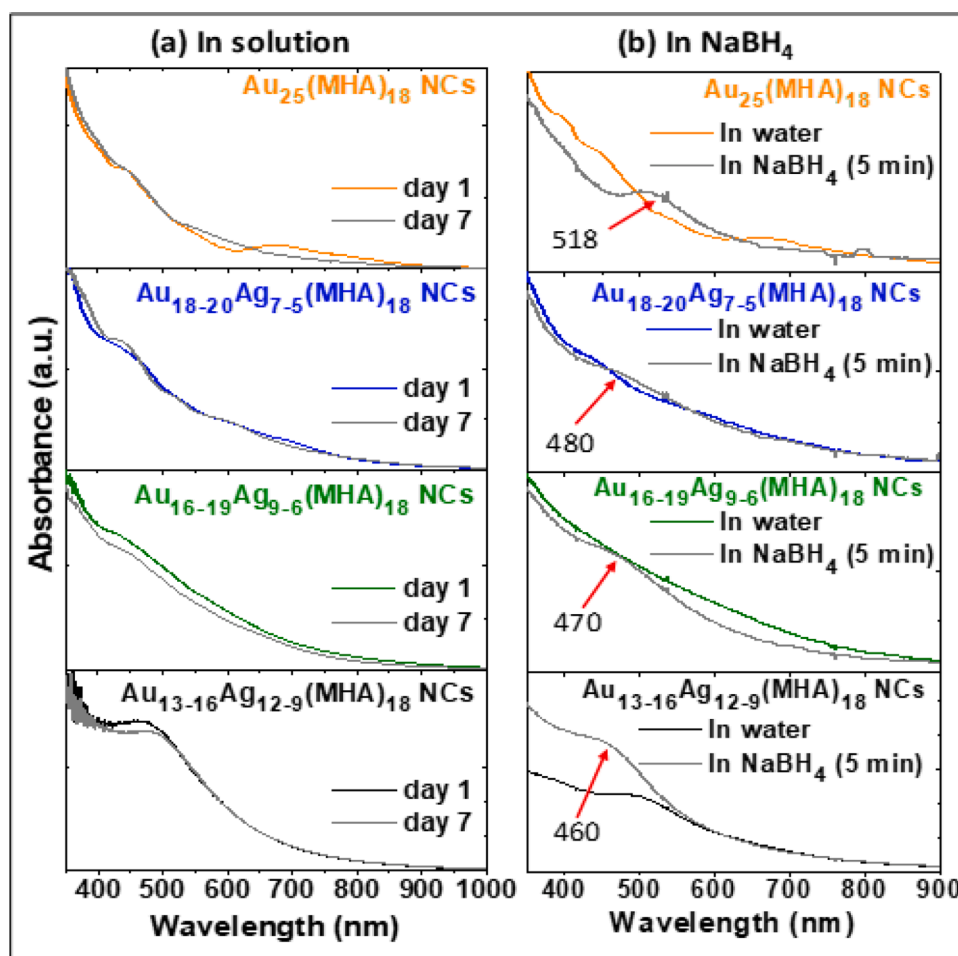 (a) In solution
Au25(MHA)18 NCs
day 1
day 7
Au18-20Ag7-5(MHA)18 NCs
day 1
day 7
Au16-19Ag9-6(MHA)18 NCs
day 1
day 7
Au13-16Ag12-9(MHA)18 NCs
day 1
day 7
Absorbance (a.u.)
400 500 600 700 800 900 1000
Wavelength (nm)
(b) In NaBH4
Au25(MHA)18 NCs
In water
In NaBH4 (5 min)
518
Au18-20Ag7-5(MHA)18 NCs
In water
In NaBH4 (5 min)
480
Au16-19Ag9-6(MHA)18 NCs
In water
In NaBH4 (5 min)
470
Au13-16Ag12-9(MHA)18 NCs
In water
In NaBH4 (5 min)
460
400 500 600 700 800 900
Wavelength (nm)